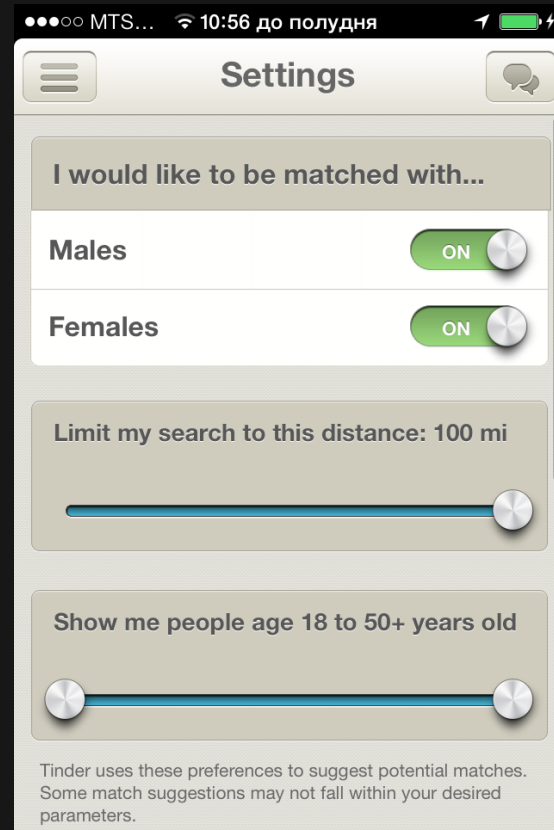 MTS... 10:56 до полудня
Settings
I would like to be matched with...
Males ON
Females ON
Limit my search to this distance: 100 mi
Show me people age 18 to 50+ years old
Tinder uses these preferences to suggest potential matches.
Some match suggestions may not fall within your desired
parameters.